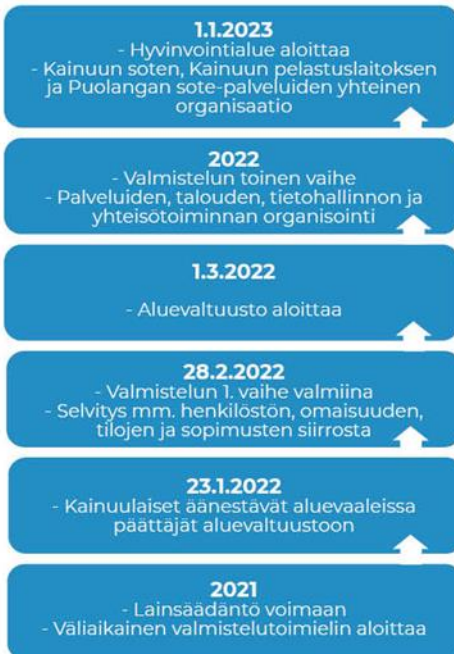 1.1.2023
- Hyvinvointialue aloittaa
- Kainuun soten, Kainuun pelastuslaitoksen
ja Puolangan sote-palveluiden yhteinen
organisaatio
2022
- Valmistelun toinen vaihe
- Palveluiden, talouden, tietohallinnon ja
yhteisötoiminnan organisointi
1.3.2022
- Aluevaltuusto aloittaa
28.2.2022
- Valmistelun 1. vaihe valmiina
- Selvitys mm. henkilöstön, omaisuuden,
tilojen ja sopimusten siirrosta
23.1.2022
- Kainuulaiset äänestävät aluevaaleissa
päättäjät aluevaltuustoon
2021
- Lainsäädäntö voimaan
- Väliaikainen valmistelutoimielin aloittaa